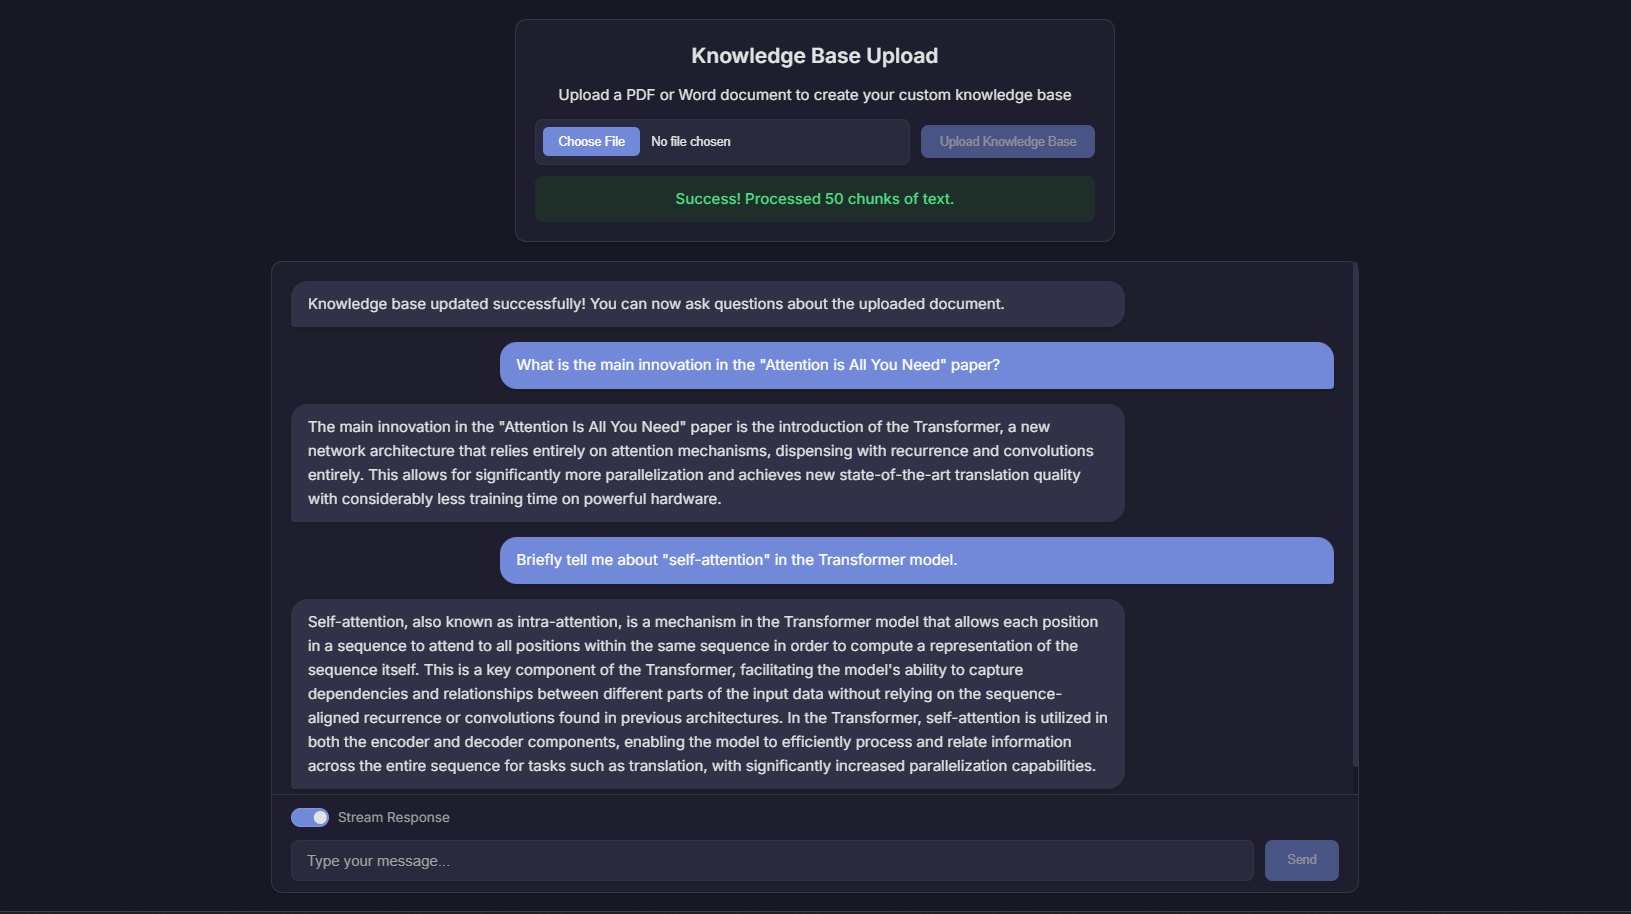 Knowledge Base Upload
Upload a PDF or Word document to create your custom knowledge base
Choose File No file chosen
Upload Knowledge Base
Success! Processed 50 chunks of text.
Knowledge base updated successfully! You can now ask questions about the uploaded document.
What is the main innovation in the "Attention is All You Need" paper?
The main innovation in the "Attention Is All You Need" paper is the introduction of the Transformer, a new
network architecture that relies entirely on attention mechanisms, dispensing with recurrence and convolutions
entirely. This allows for significantly more parallelization and achieves new state-of-the-art translation quality
with considerably less training time on powerful hardware.
Briefly tell me about "self-attention" in the Transformer model.
Self-attention, also known as intra-attention, is a mechanism in the Transformer model that allows each position
in a sequence to attend to all positions within the same sequence in order to compute a representation of the
sequence itself. This is a key component of the Transformer, facilitating the model's ability to capture
dependencies and relationships between different parts of the input data without relying on the sequence-
aligned recurrence or convolutions found in previous architectures. In the Transformer, self-attention is utilized in
both the encoder and decoder components, enabling the model to efficiently process and relate information
across the entire sequence for tasks such as translation, with significantly increased parallelization capabilities.
Stream Response
Type your message...
Send